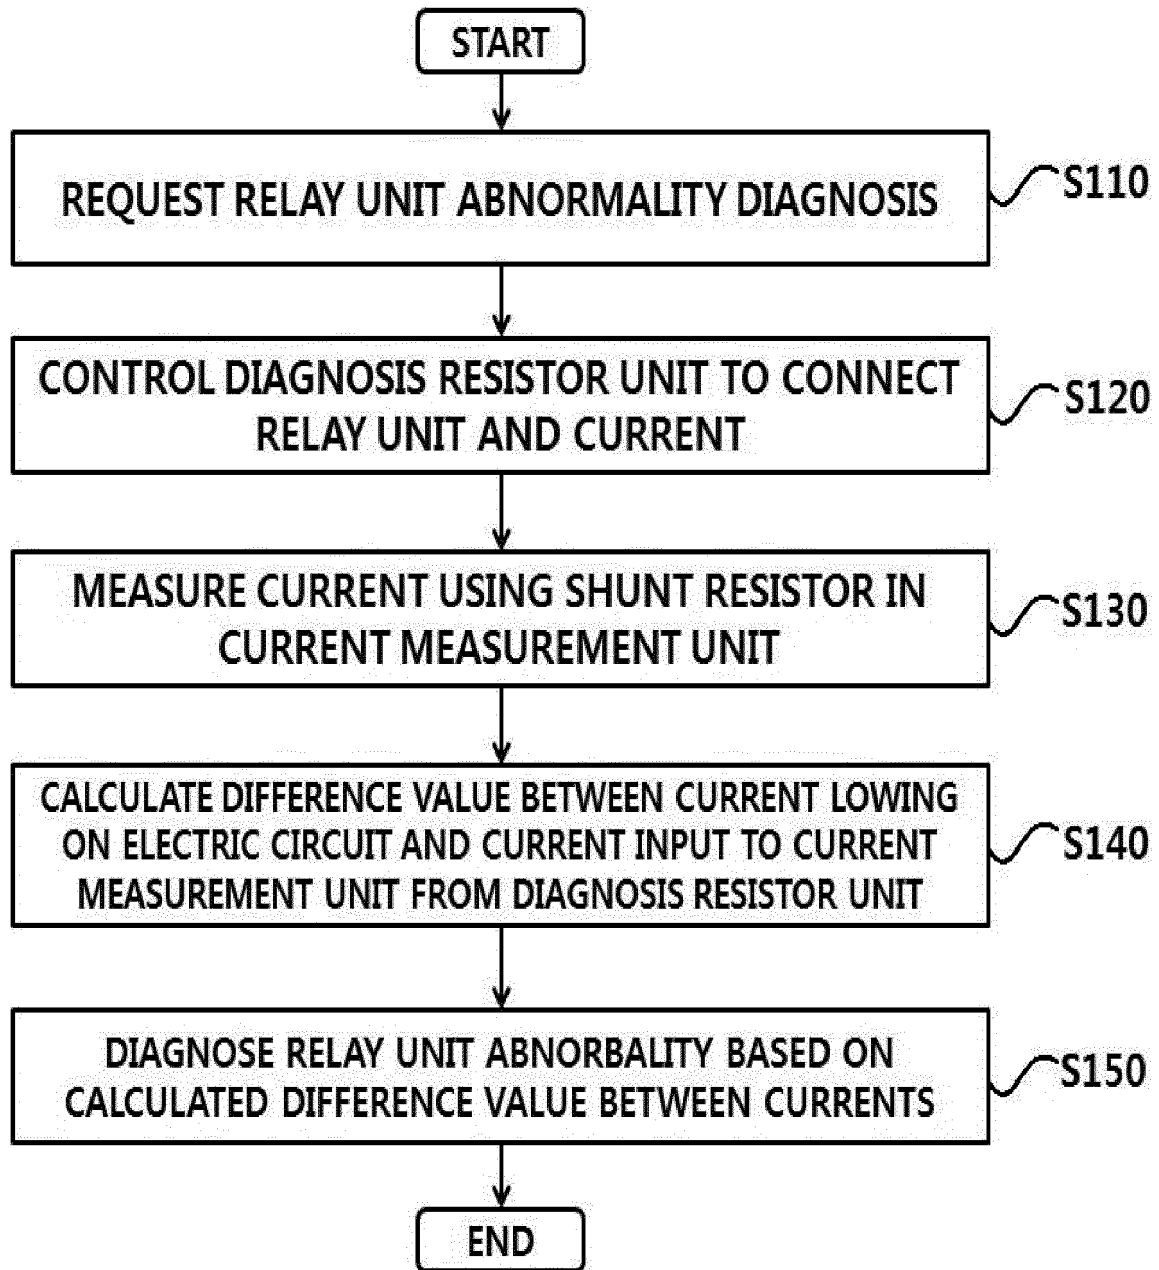 START
REQUEST RELAY UNIT ABNORMALITY DIAGNOSIS
S110
CONTROL DIAGNOSIS RESISTOR UNIT TO CONNECT
RELAY UNIT AND CURRENT
S120
MEASURE CURRENT USING SHUNT RESISTOR IN
CURRENT MEASUREMENT UNIT
S130
CALCULATE DIFFERENCE VALUE BETWEEN CURRENT LOWING
ON ELECTRIC CIRCUIT AND CURRENT INPUT TO CURRENT
MEASUREMENT UNIT FROM DIAGNOSIS RESISTOR UNIT
S140
DIAGNOSE RELAY UNIT ABNORBALITY BASED ON
CALCULATED DIFFERENCE VALUE BETWEEN CURRENTS
S150
END